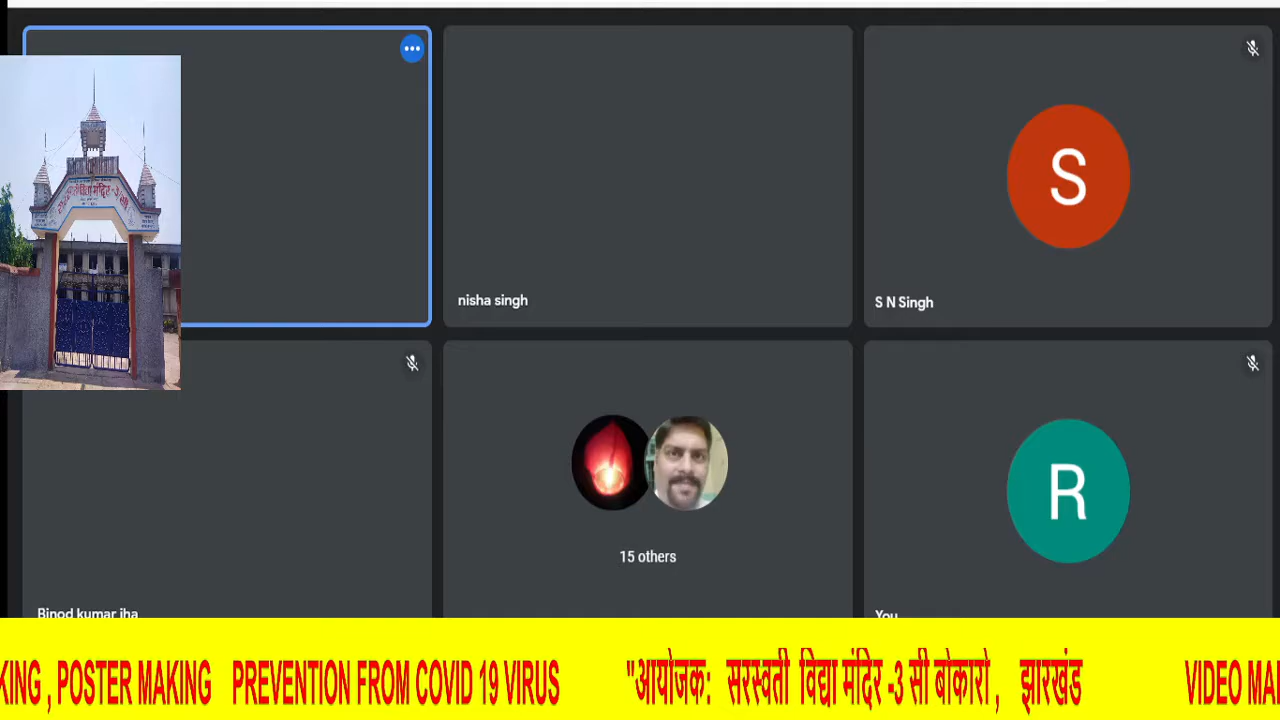 विद्या मंदिर -3 सी
S
nisha singh
S N Singh
R
15 others
Binod kumar jha
You
KING , POSTER MAKING PREVENTION FROM COVID 19 VIRUS "आयोजक: सरस्वती विद्या मंदिर -3 सी बोकारो , झारखंड VIDEO MA